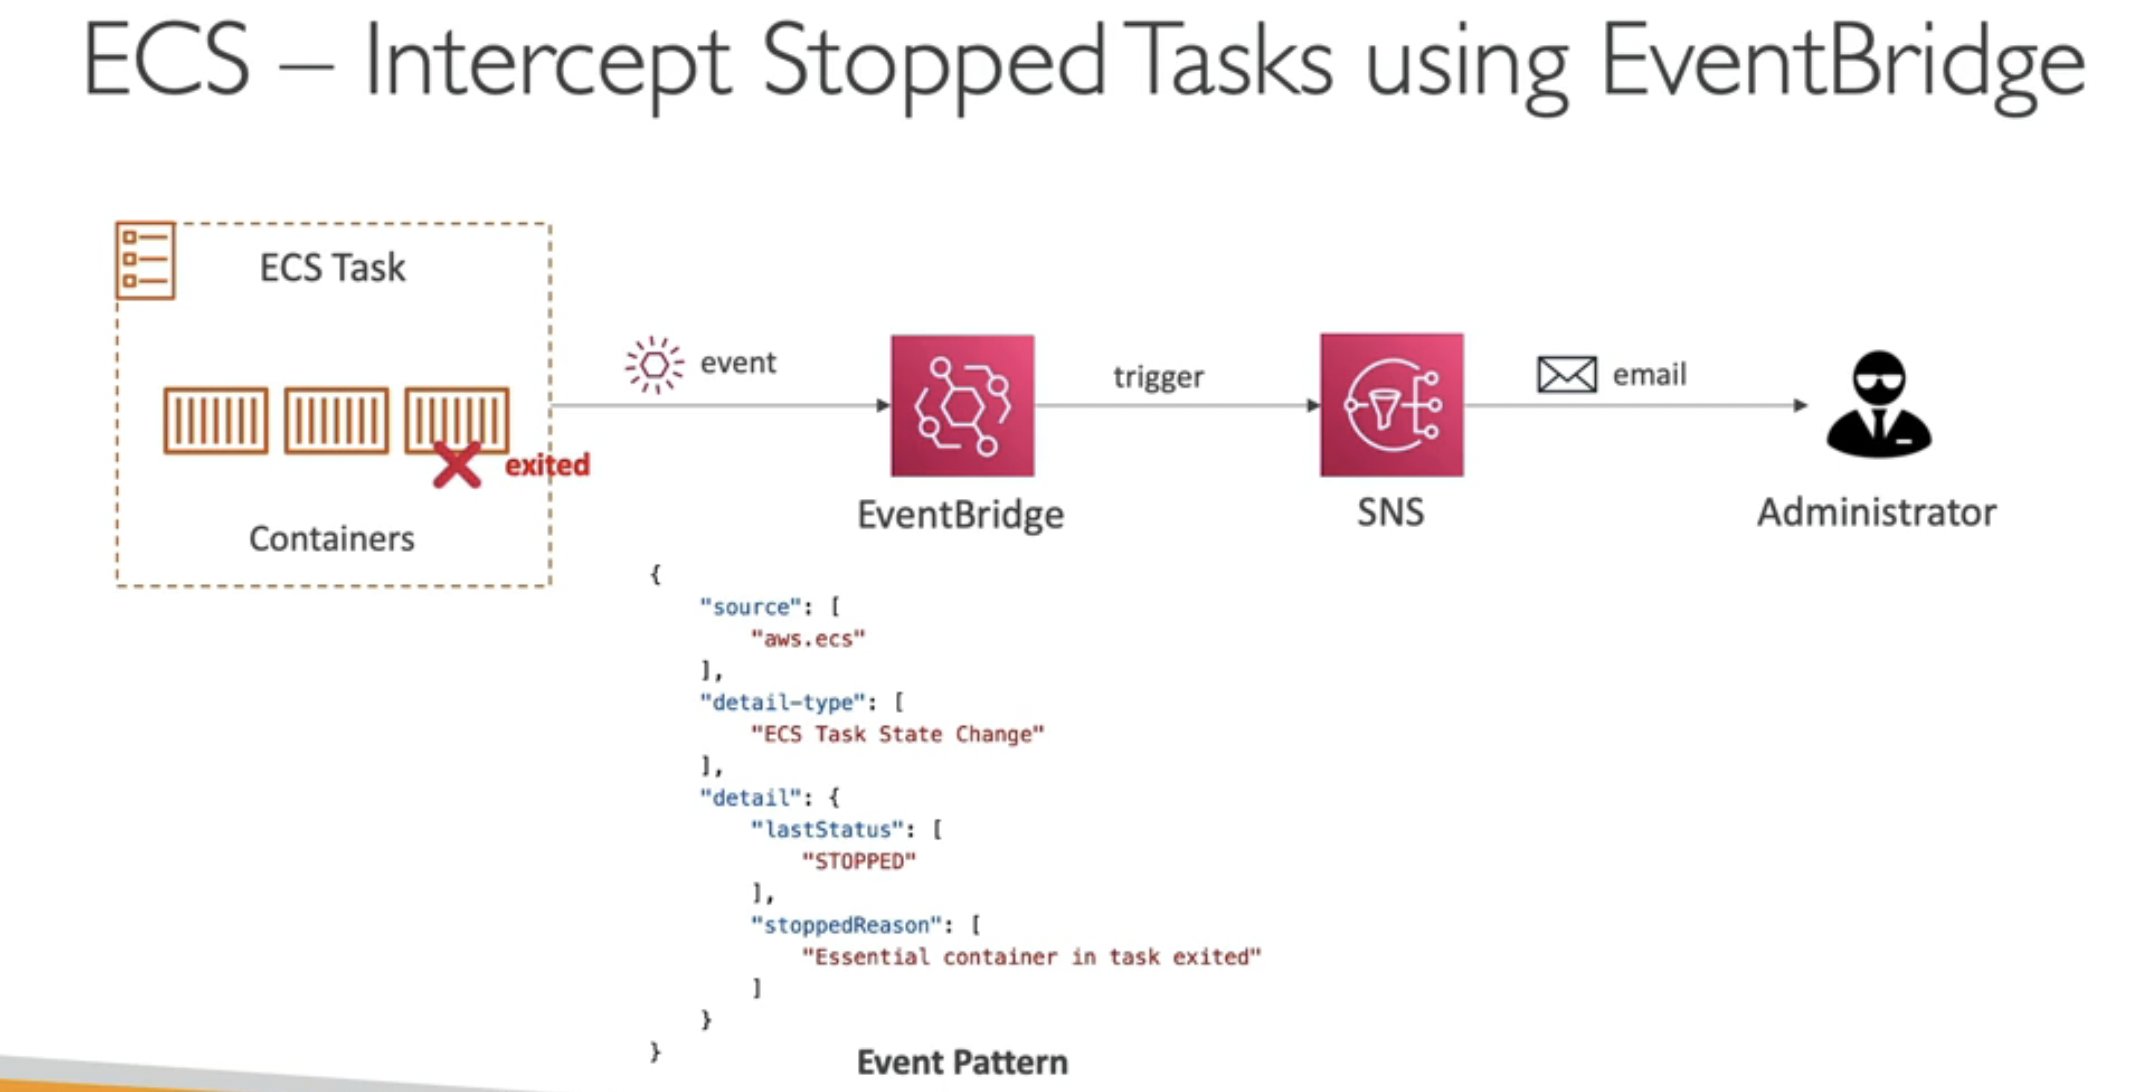 ECS – Intercept Stopped Tasks using EventBridge
ECS Task
Containers
exited
event
EventBridge
trigger
SNS
email
Administrator
{
"source": [
"aws.ecs"
],
"detail-type": [
"ECS Task State Change"
],
"detail": {
"lastStatus": [
"STOPPED"
],
"stoppedReason": [
"Essential container in task exited"
]
}
}
Event Pattern